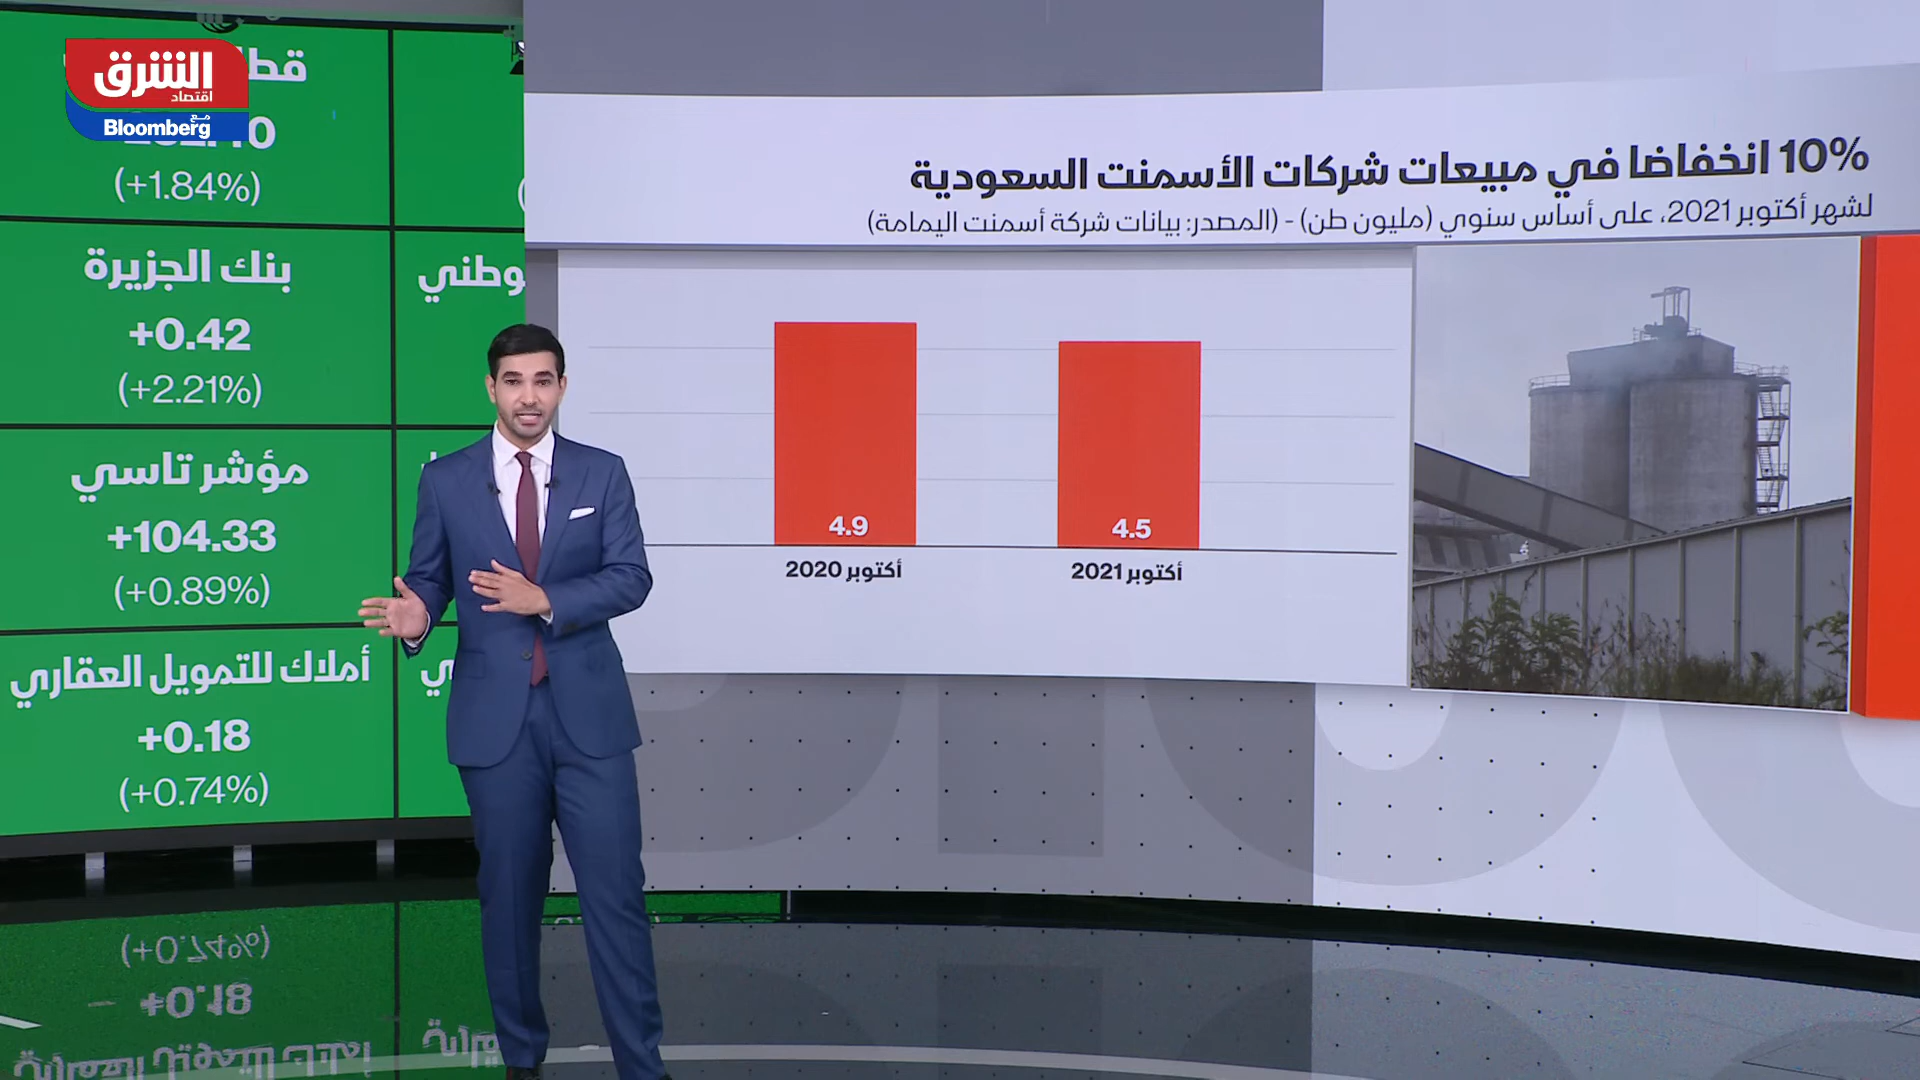 الشرق
اقتصاد
مع
Bloomberg
(+1.84%)
بنك الجزيرة
+0.42
(+2.21%)
مؤشر تاسي
+104.33
(+0.89%)
أملاك للتمويل العقاري
+0.18
(+0.74%)
10% انخفاضا في مبيعات شركات الأسمنت السعودية
لشهر أكتوبر 2021، على أساس سنوي (مليون طن) - (المصدر: بيانات شركة أسمنت اليمامة)
4.9
4.5
أكتوبر 2020
أكتوبر 2021